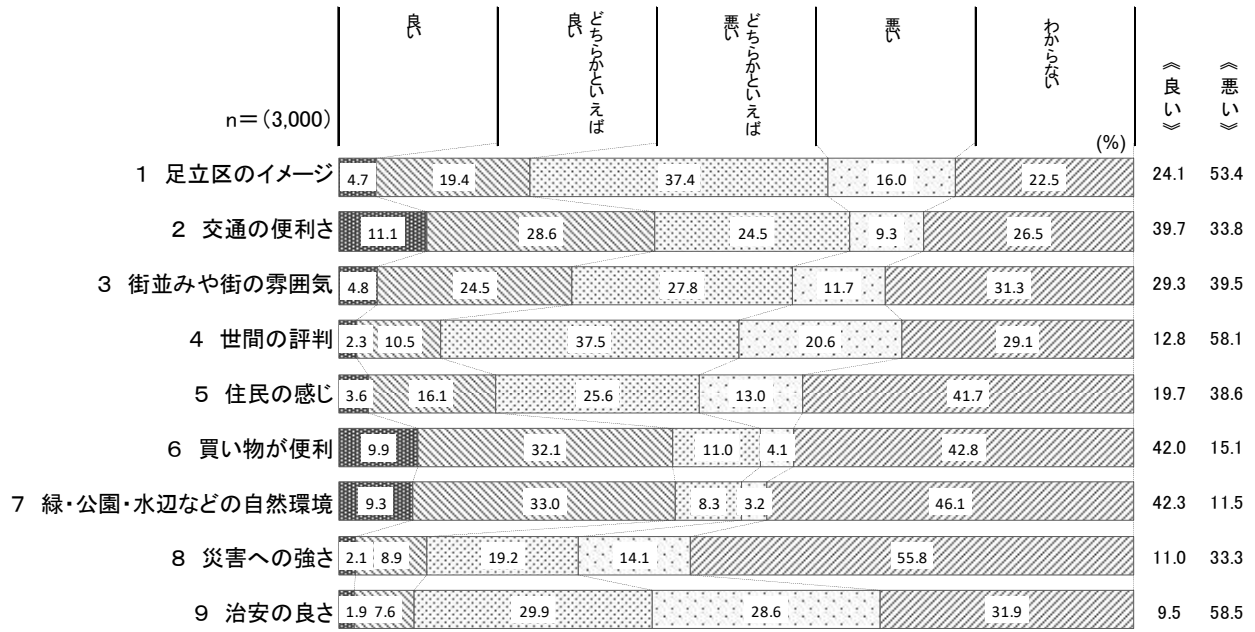 良い
どちらかといえば
良い
どちらかといえば
悪い
悪い
わからない
《良い》
《悪い》
n=(3,000)
(%)
1 足立区のイメージ 4.7 19.4 37.4 16.0 22.5 24.1 53.4
2 交通の便利さ 11.1 28.6 24.5 9.3 26.5 39.7 33.8
3 街並みや街の雰囲気 4.8 24.5 27.8 11.7 31.3 29.3 39.5
4 世間の評判 2.3 10.5 37.5 20.6 29.1 12.8 58.1
5 住民の感じ 3.6 16.1 25.6 13.0 41.7 19.7 38.6
6 買い物が便利 9.9 32.1 11.0 4.1 42.8 42.0 15.1
7 緑・公園・水辺などの自然環境 9.3 33.0 8.3 3.2 46.1 42.3 11.5
8 災害への強さ 2.1 8.9 19.2 14.1 55.8 11.0 33.3
9 治安の良さ 1.9 7.6 29.9 28.6 31.9 9.5 58.5